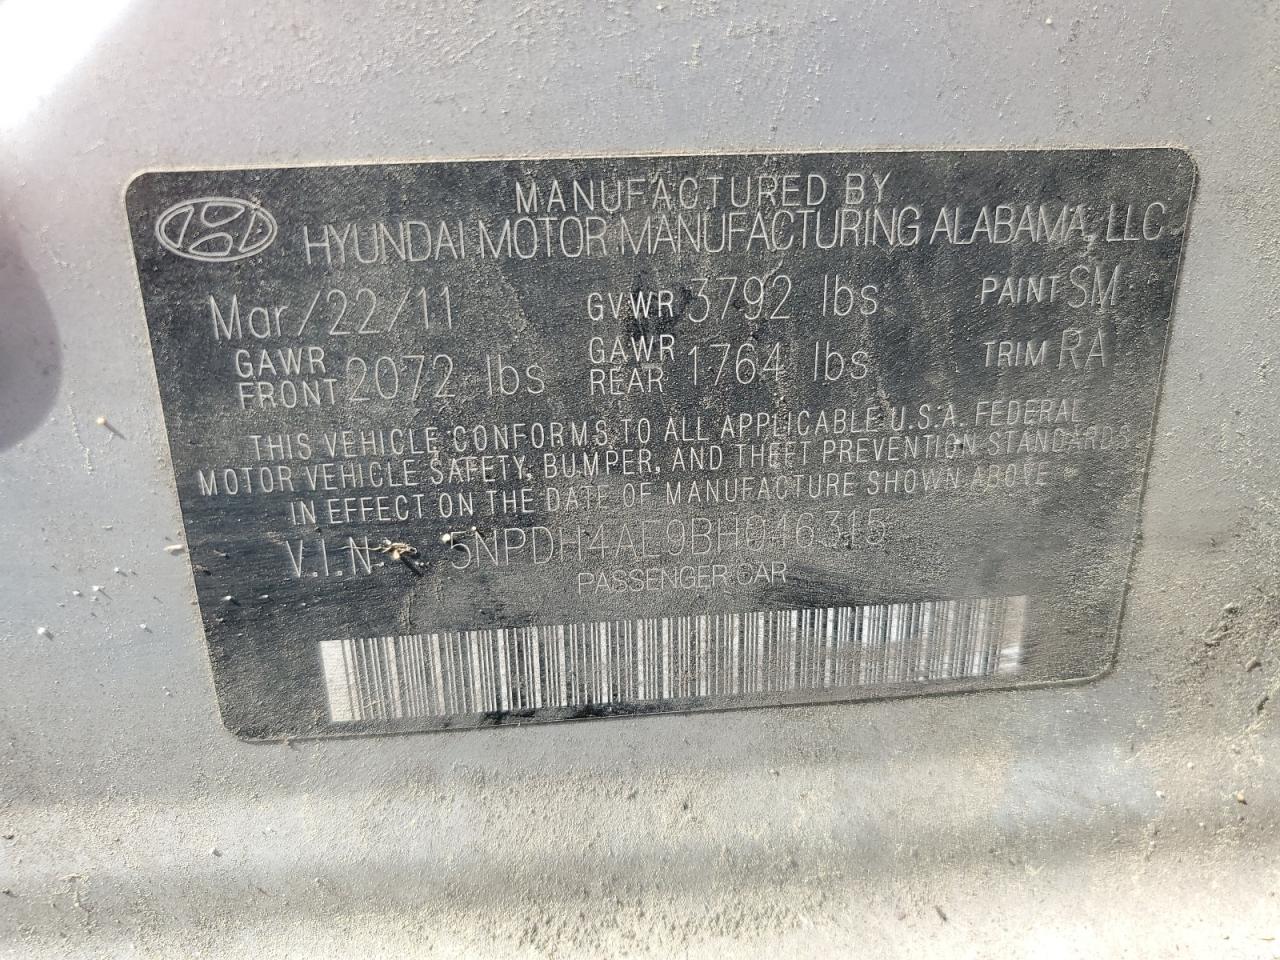 MANUFACTURED BY
HYUNDAI MOTOR MANUFACTURING ALABAMA, LLC
Mar/22/11 GVWR 3792 lbs PAINT SM
GAWR FRONT 2072 lbs GAWR REAR 1764 lbs TRIM RA
THIS VEHICLE CONFORMS TO ALL APPLICABLE U.S.A. FEDERAL
MOTOR VEHICLE SAFETY, BUMPER, AND THEFT PREVENTION STANDARDS
IN EFFECT ON THE DATE OF MANUFACTURE SHOWN ABOVE
V.I.N 5NPDH4AE9BH046315
PASSENGER CAR